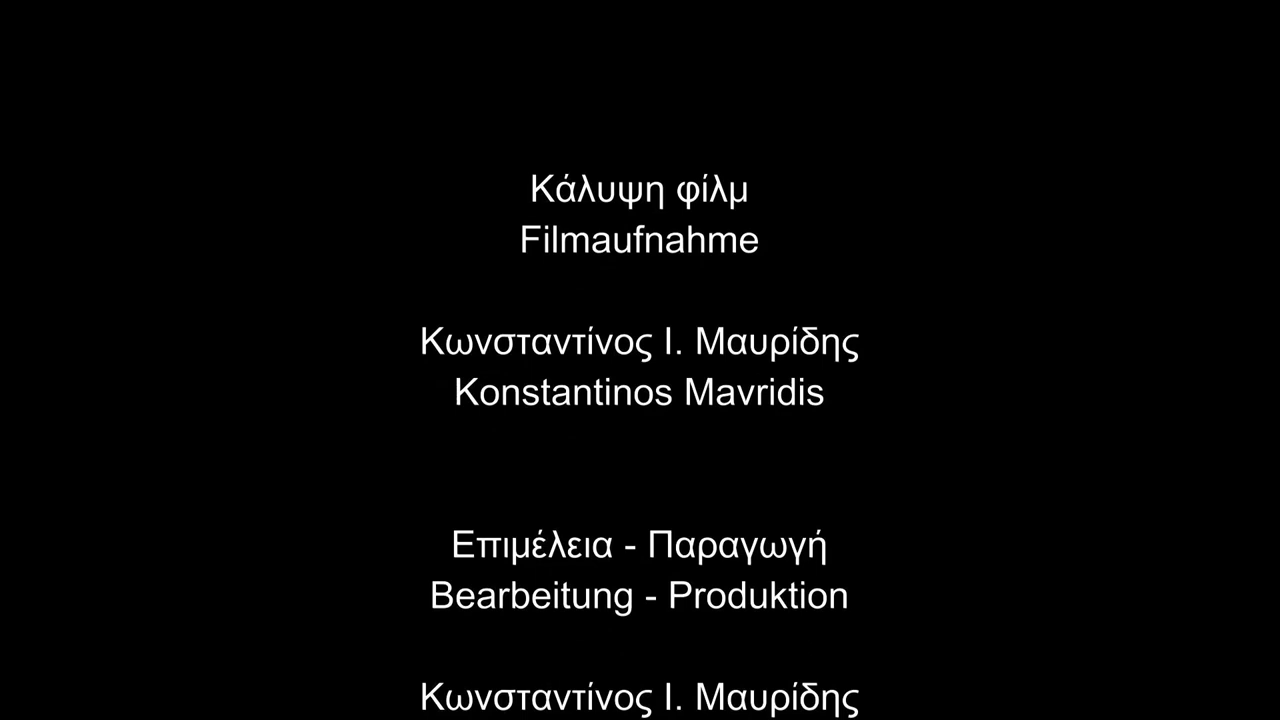 Κάλυψη φίλμ
Filmaufnahme
Κωνσταντίνος Ι. Μαυρίδης
Konstantinos Mavridis
Επιμέλεια - Παραγωγή
Bearbeitung - Produktion
Κωνσταντίνος Ι. Μαυρίδης